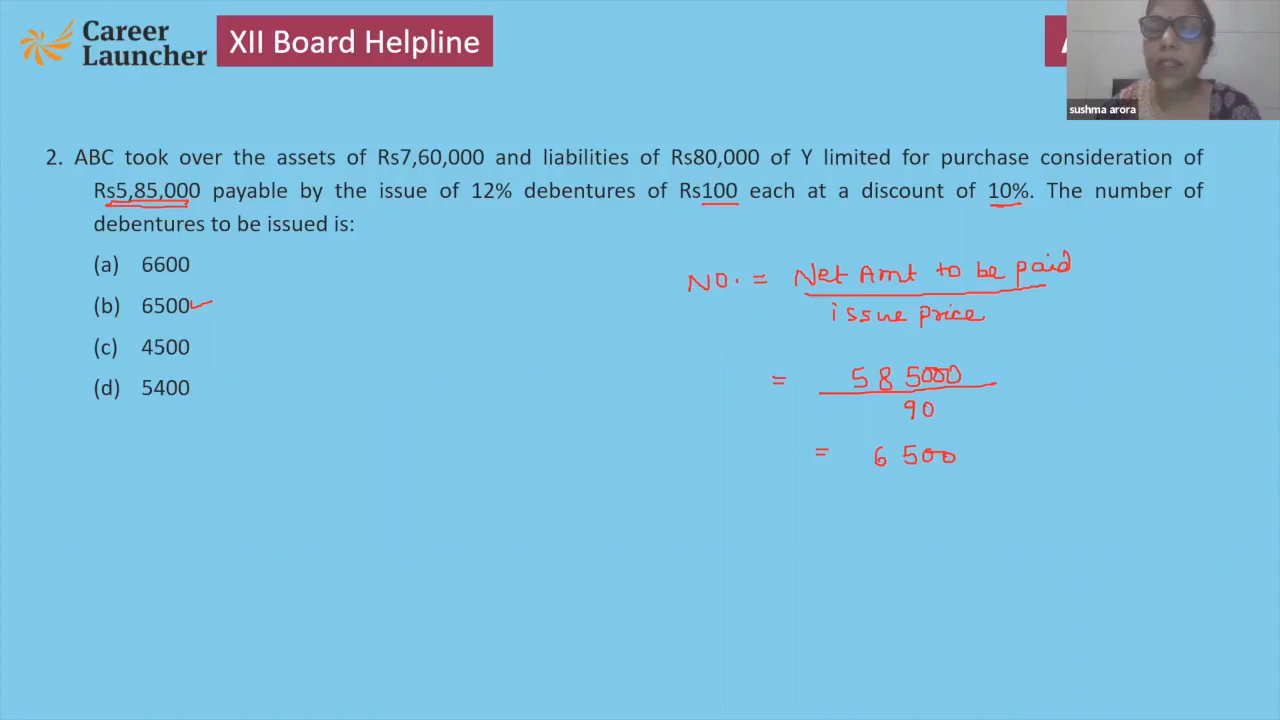 Career
Launcher
XII Board Helpline
A
sushma arora
2. ABC took over the assets of Rs7,60,000 and liabilities of Rs80,000 of Y limited for purchase consideration of
Rs5,85,000 payable by the issue of 12% debentures of Rs100 each at a discount of 10%. The number of
debentures to be issued is:
(a) 6600
(b) 6500
(c) 4500
(d) 5400
NO. = Net Amt to be paid
issue price
= 585000
90
= 6500